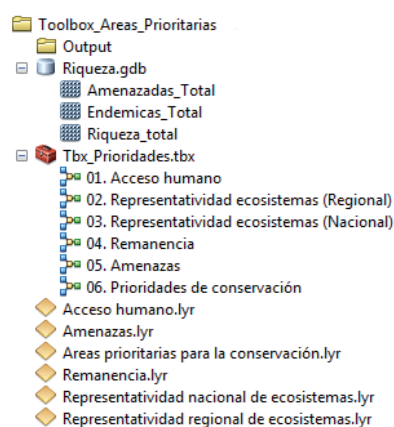 Toolbox_Areas_Prioritarias
Output
Riqueza.gdb
Amenazadas_Total
Endemicas_Total
Riqueza_total
Tbx_Prioridades.tbx
01. Acceso humano
02. Representatividad ecosistemas (Regional)
03. Representatividad ecosistemas (Nacional)
04. Remanencia
05. Amenazas
06. Prioridades de conservación
Acceso humano.lyr
Amenazas.lyr
Areas prioritarias para la conservación.lyr
Remanencia.lyr
Representatividad nacional de ecosistemas.lyr
Representatividad regional de ecosistemas.lyr